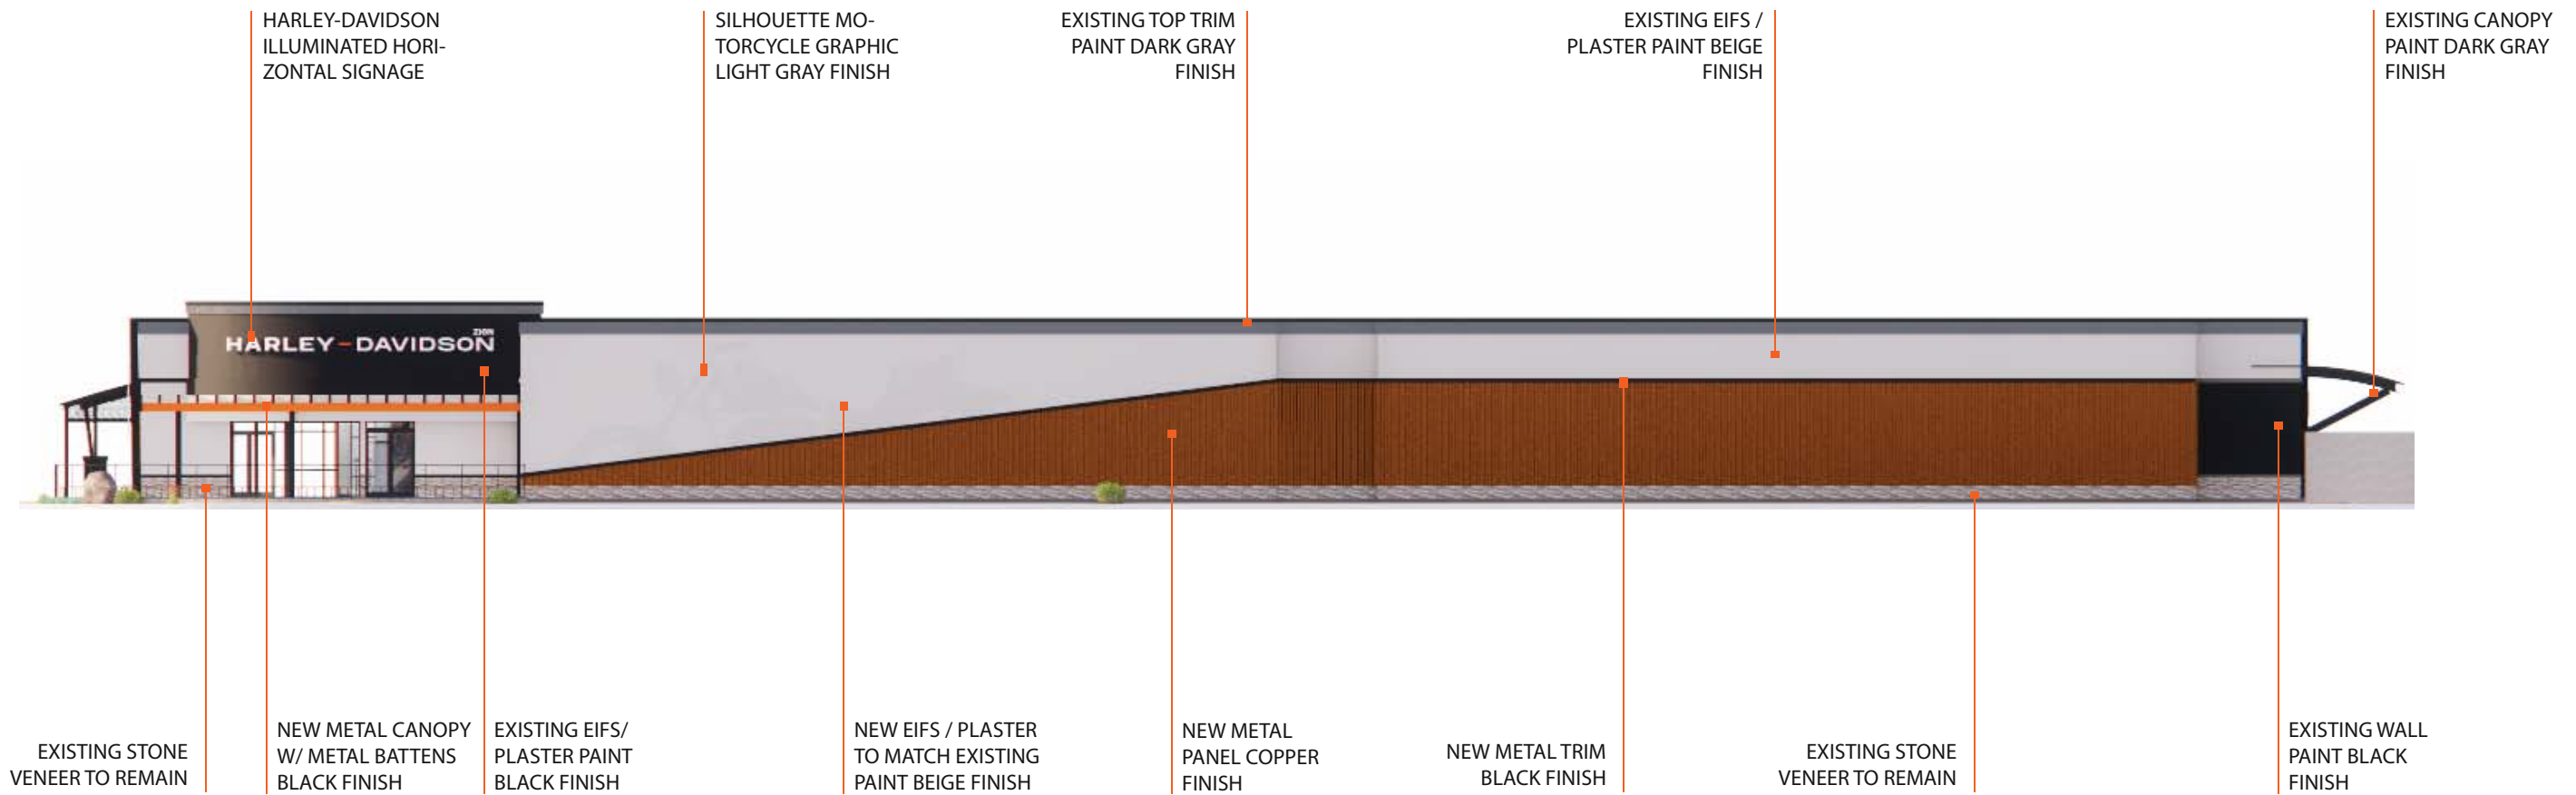 HARLEY-DAVIDSON
ILLUMINATED HORI-
ZONTAL SIGNAGE
SILHOUETTE MO-
TORCYCLE GRAPHIC
LIGHT GRAY FINISH
EXISTING TOP TRIM
PAINT DARK GRAY
FINISH
EXISTING EIFS /
PLASTER PAINT BEIGE
FINISH
EXISTING CANOPY
PAINT DARK GRAY
FINISH
ZION
HARLEY-DAVIDSON
EXISTING STONE
VENEER TO REMAIN
NEW METAL CANOPY
W/ METAL BATTENS
BLACK FINISH
EXISTING EIFS/
PLASTER PAINT
BLACK FINISH
NEW EIFS / PLASTER
TO MATCH EXISTING
PAINT BEIGE FINISH
NEW METAL
PANEL COPPER
FINISH
NEW METAL TRIM
BLACK FINISH
EXISTING STONE
VENEER TO REMAIN
EXISTING WALL
PAINT BLACK
FINISH